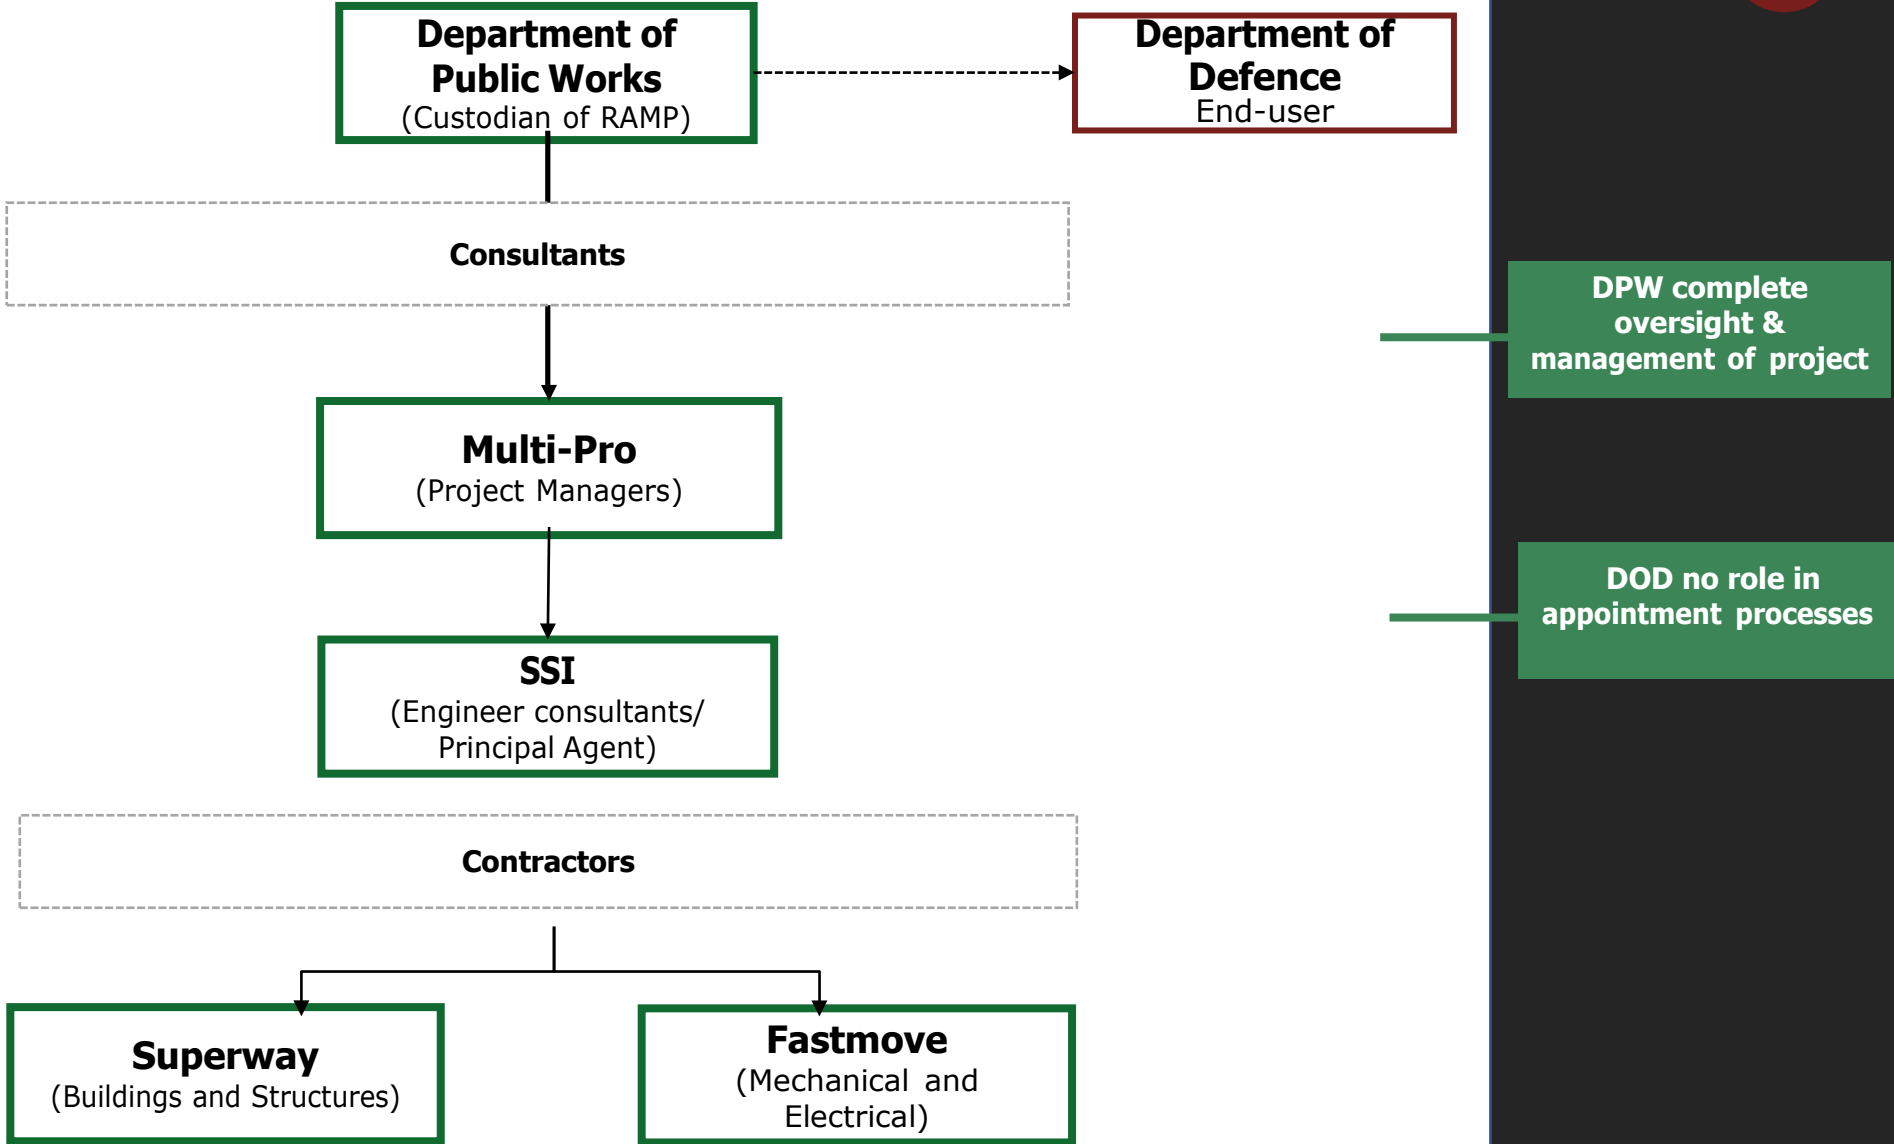 Department of
Public Works
(Custodian of RAMP)
Department of
Defence
End-user
Consultants
DPW complete
oversight &
management of project
Multi-Pro
(Project Managers)
DOD no role in
appointment processes
SSI
(Engineer consultants/
Principal Agent)
Contractors
Superway
(Buildings and Structures)
Fastmove
(Mechanical and
Electrical)